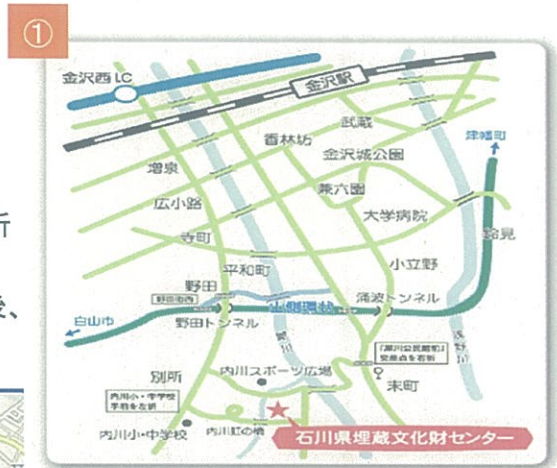 ①
金沢西I.C
金沢駅
武蔵
香林坊
金沢城公園
津幡町
増泉
兼六園
広小路
大学病院
鈴見
寺町
小立野
平和町
野田
山側環状
涌波トンネル
白山市
野田トンネル
浅野川
別所
内川スポーツ広場
「犀川公民館前」
交差点を右折
末町
内川小・中学校
手前を左折
内川小・中学校
内川虹の橋
石川県埋蔵文化財センター
所
後、